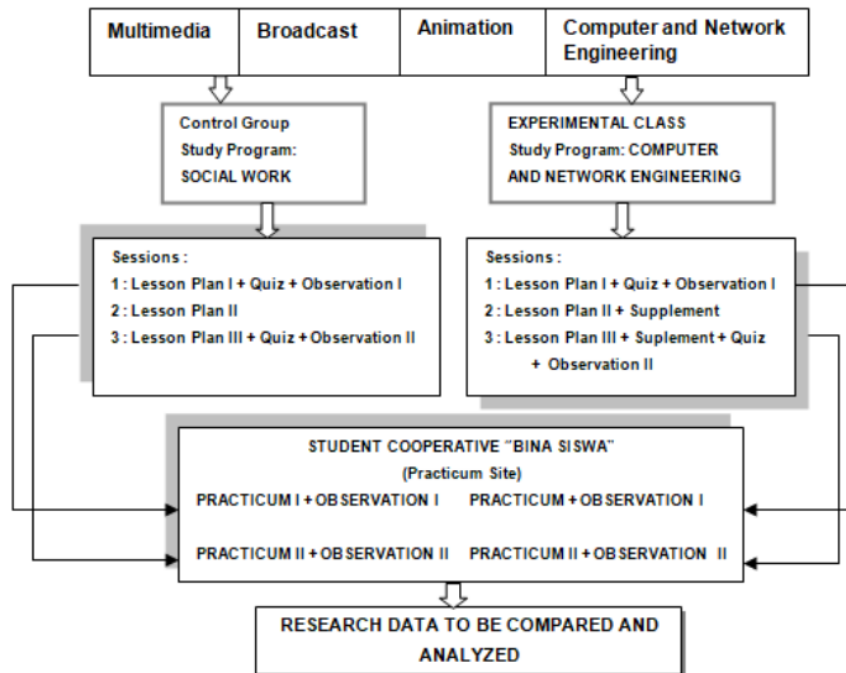 Multimedia
Broadcast
Animation
Computer and Network
Engineering
Control Group
Study Program:
SOCIAL WORK
EXPERIMENTAL CLASS
Study Program: COMPUTER
AND NETWORK ENGINEERING
Sessions :
1 : Lesson Plan I + Quiz + Observation I
2 : Lesson Plan II
3 : Lesson Plan III + Quiz + Observation II
Sessions :
1 : Lesson Plan I + Quiz + Observation I
2 : Lesson Plan II + Supplement
3 : Lesson Plan III + Suplement + Quiz
+ Observation II
STUDENT COOPERATIVE “BINA SISWA”
(Practicum Site)
PRACTICUM I + OBSERVATION I
PRACTICUM + OBSERVATION I
PRACTICUM II + OBSERVATION II
PRACTICUM II + OBSERVATION II
RESEARCH DATA TO BE COMPARED AND
ANALYZED